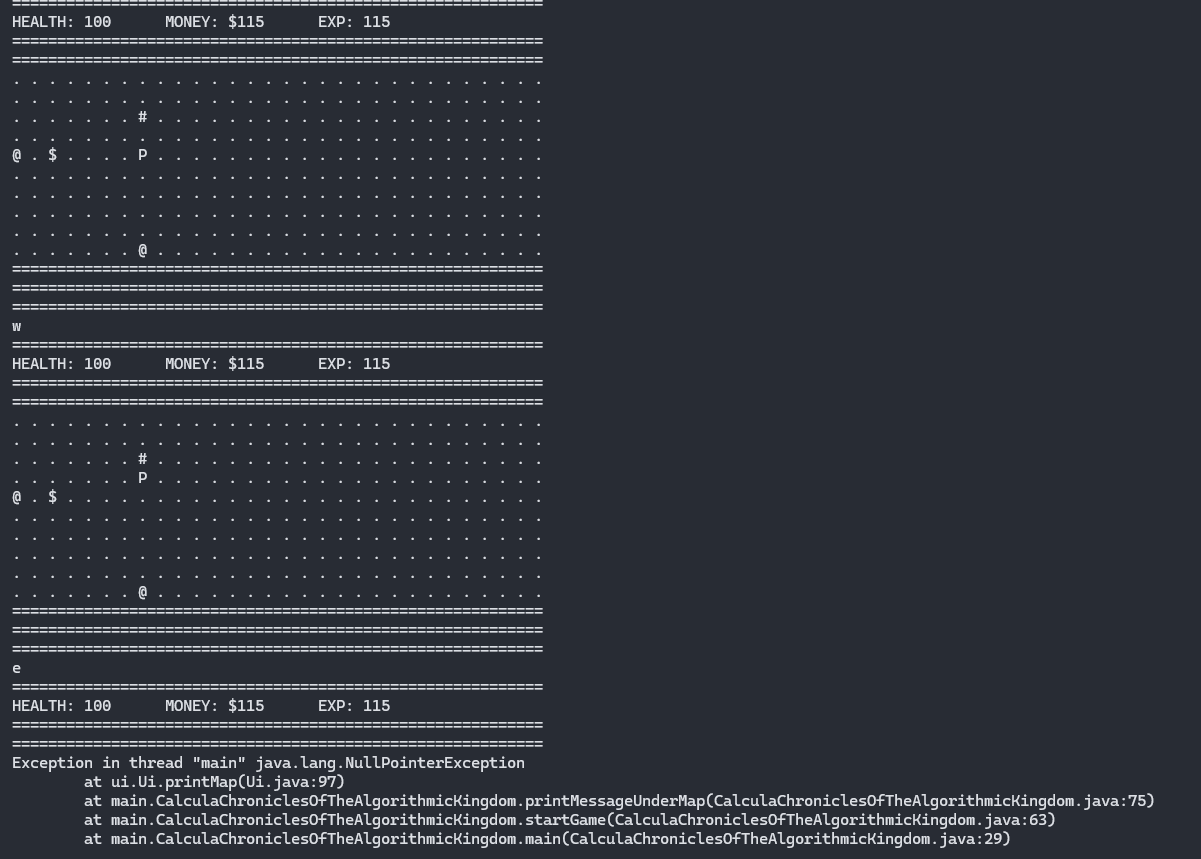 ===========================================================
HEALTH: 100      MONEY: $115      EXP: 115
===========================================================
===========================================================
. . . . . . . . . . . . . . . . . . . . . . . . . . . . . .
. . . . . . . . . . . . . . . . . . . . . . . . . . . . . .
. . . . . . . # . . . . . . . . . . . . . . . . . . . . . .
. . . . . . . . . . . . . . . . . . . . . . . . . . . . . .
@ . $ . . . . P . . . . . . . . . . . . . . . . . . . . . .
. . . . . . . . . . . . . . . . . . . . . . . . . . . . . .
. . . . . . . . . . . . . . . . . . . . . . . . . . . . . .
. . . . . . . . . . . . . . . . . . . . . . . . . . . . . .
. . . . . . . . . . . . . . . . . . . . . . . . . . . . . .
. . . . . . . @ . . . . . . . . . . . . . . . . . . . . . .
===========================================================
===========================================================
===========================================================
w
===========================================================
HEALTH: 100      MONEY: $115      EXP: 115
===========================================================
===========================================================
. . . . . . . . . . . . . . . . . . . . . . . . . . . . . .
. . . . . . . . . . . . . . . . . . . . . . . . . . . . . .
. . . . . . . # . . . . . . . . . . . . . . . . . . . . . .
. . . . . . . P . . . . . . . . . . . . . . . . . . . . . .
@ . $ . . . . . . . . . . . . . . . . . . . . . . . . . . .
. . . . . . . . . . . . . . . . . . . . . . . . . . . . . .
. . . . . . . . . . . . . . . . . . . . . . . . . . . . . .
. . . . . . . . . . . . . . . . . . . . . . . . . . . . . .
. . . . . . . . . . . . . . . . . . . . . . . . . . . . . .
. . . . . . . @ . . . . . . . . . . . . . . . . . . . . . .
===========================================================
===========================================================
===========================================================
e
===========================================================
HEALTH: 100      MONEY: $115      EXP: 115
===========================================================
===========================================================
Exception in thread "main" java.lang.NullPointerException
        at ui.Ui.printMap(Ui.java:97)
        at main.CalculaChroniclesOfTheAlgorithmicKingdom.printMessageUnderMap(CalculaChroniclesOfTheAlgorithmicKingdom.java:75)
        at main.CalculaChroniclesOfTheAlgorithmicKingdom.startGame(CalculaChroniclesOfTheAlgorithmicKingdom.java:63)
        at main.CalculaChroniclesOfTheAlgorithmicKingdom.main(CalculaChroniclesOfTheAlgorithmicKingdom.java:29)